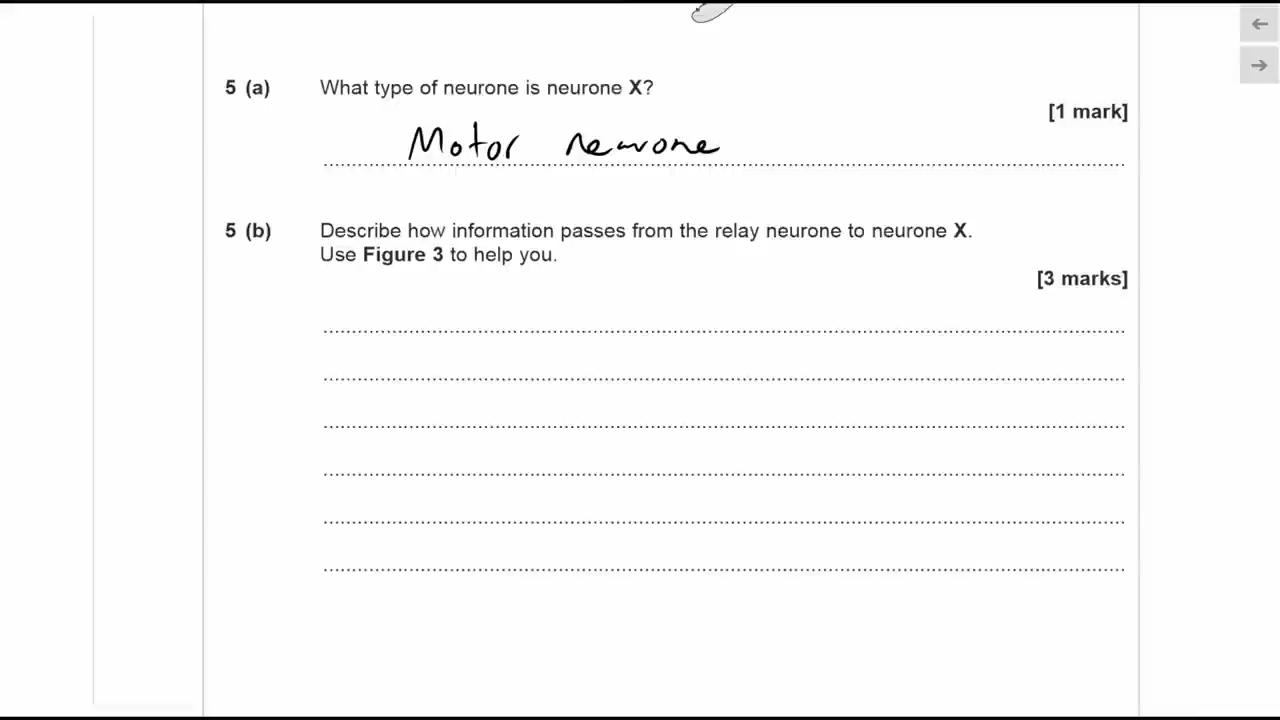 5 (a) What type of neurone is neurone X?
[1 mark]
Motor neurone
5 (b) Describe how information passes from the relay neurone to neurone X.
Use Figure 3 to help you.
[3 marks]